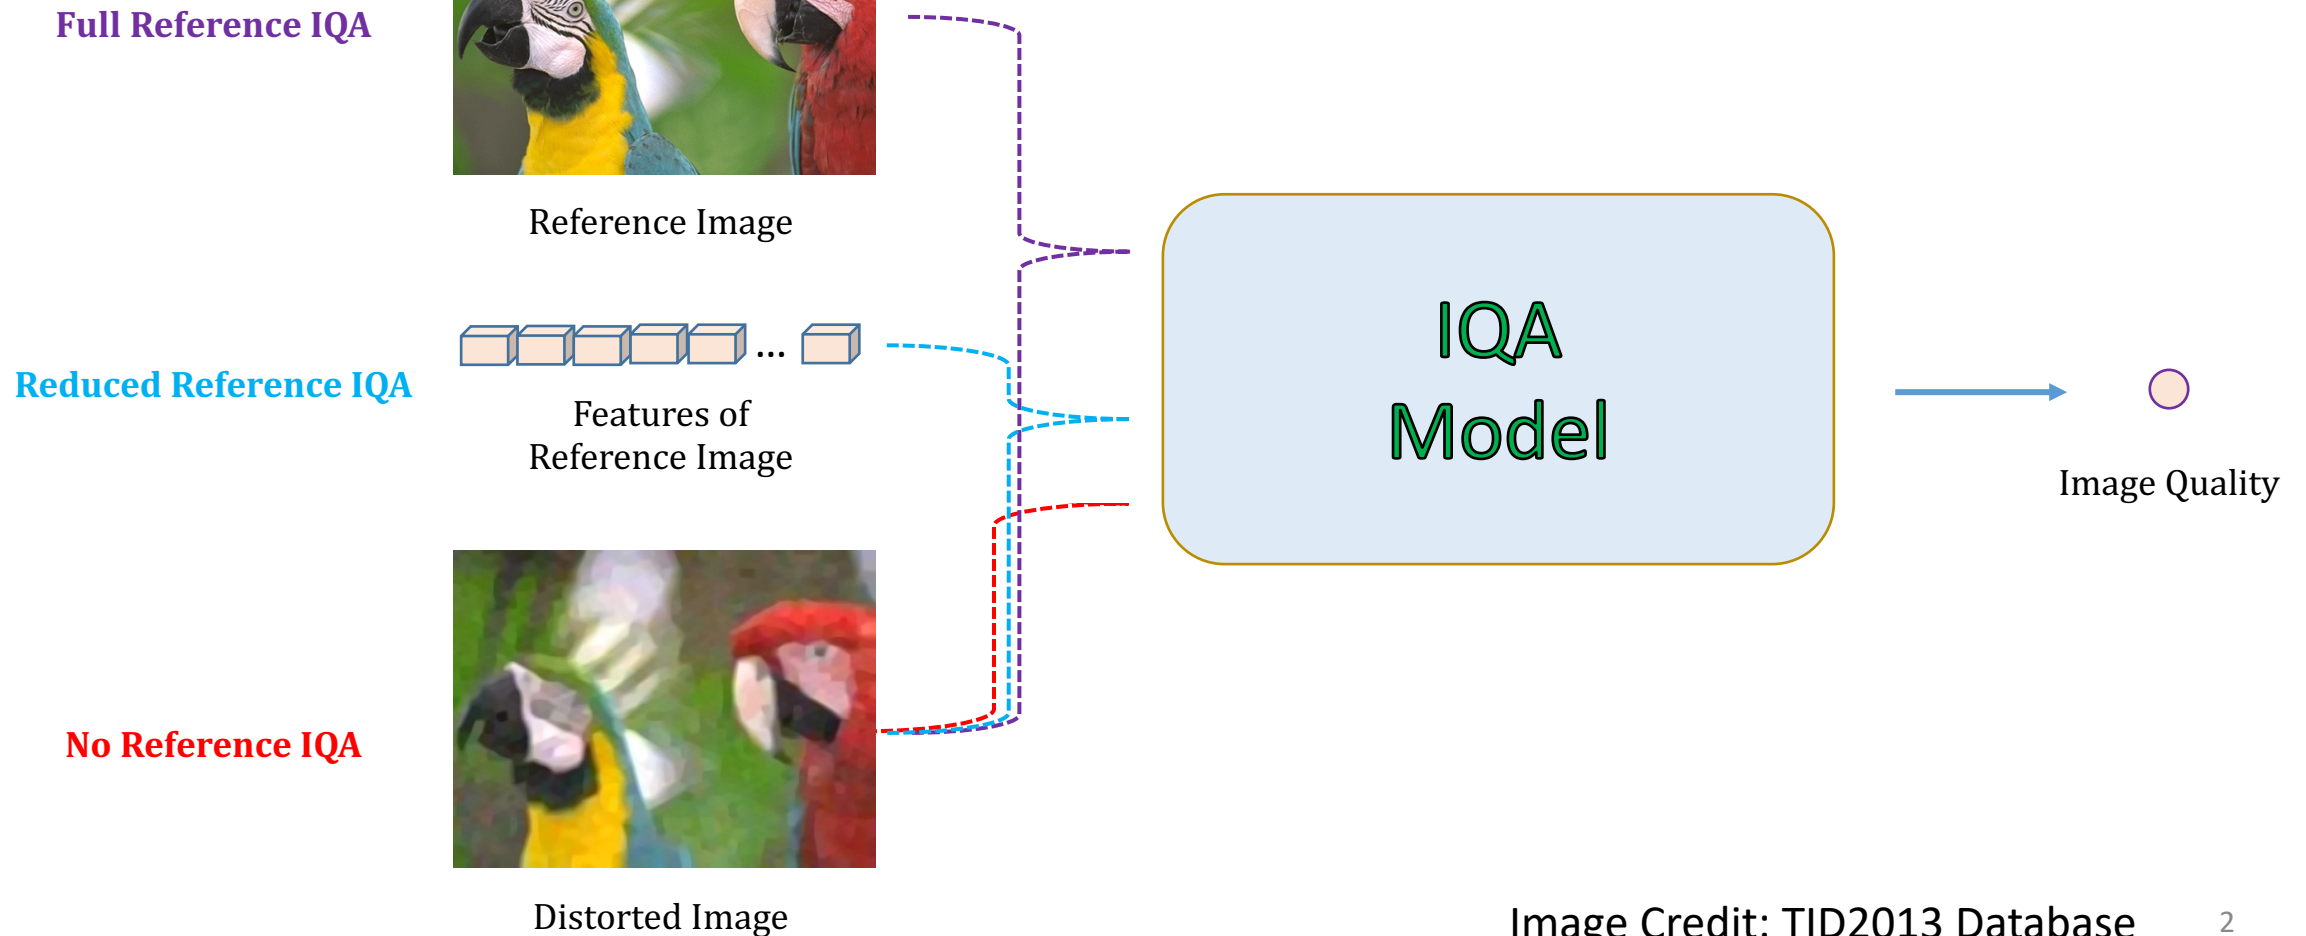 Full Reference IQA
Reference Image
Reduced Reference IQA
...
Features of
Reference Image
IQA
Model
Image Quality
No Reference IQA
Distorted Image
Image Credit: TID2013 Database
2